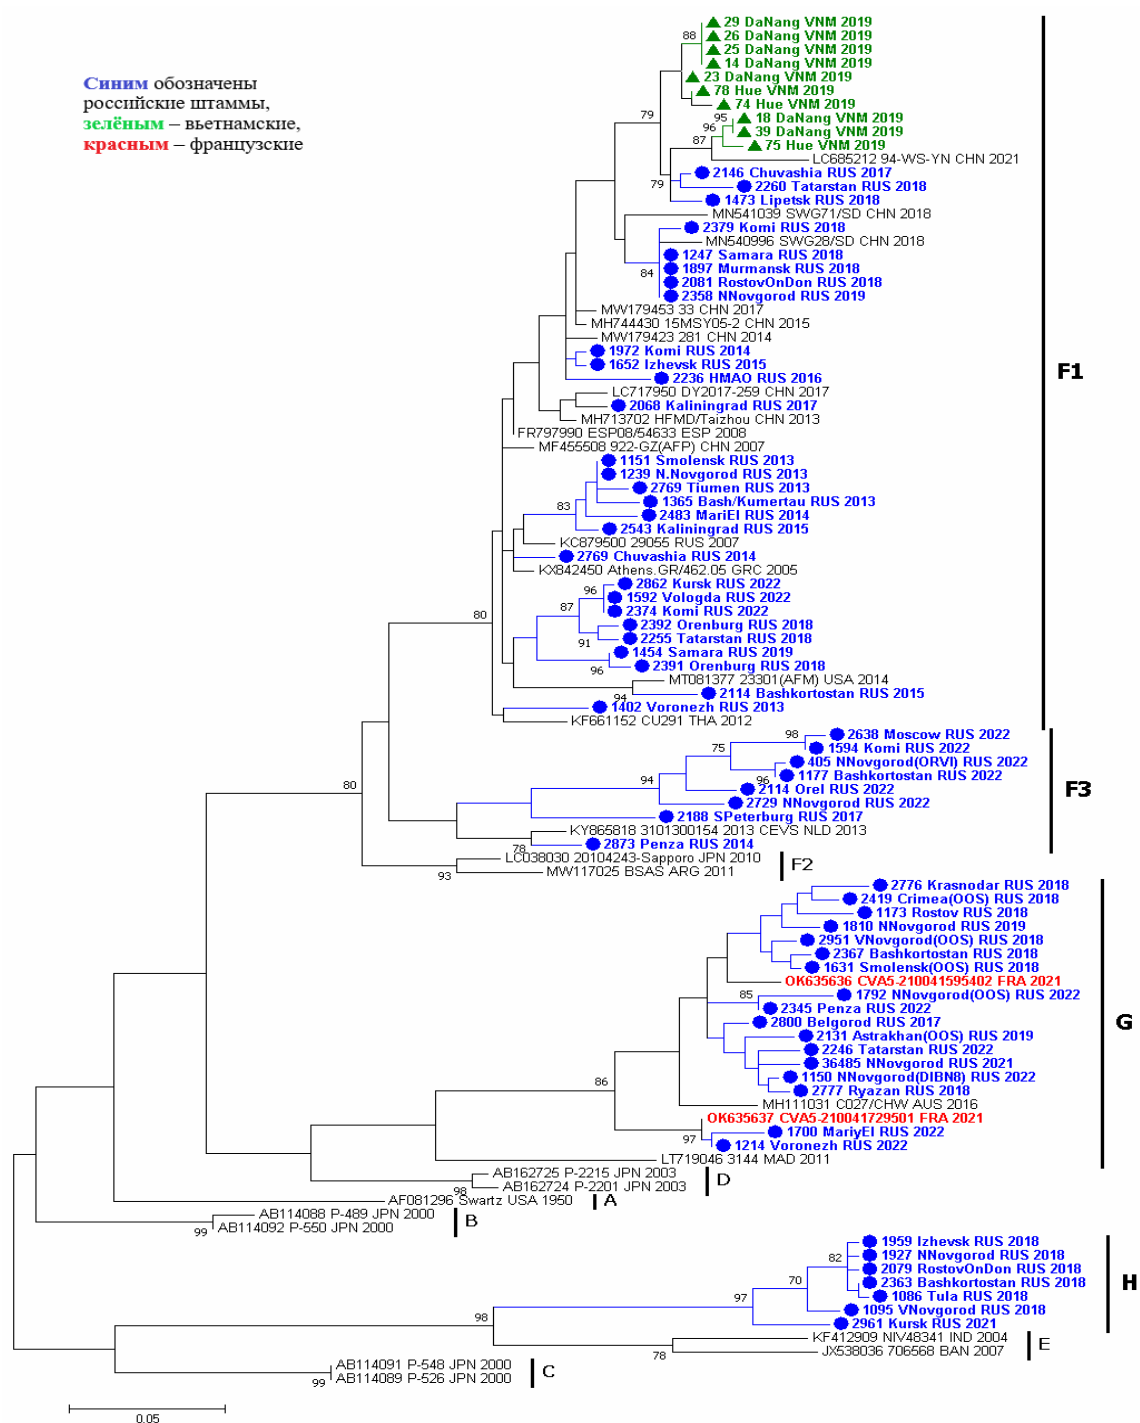 Синим обозначены
российские штаммы,
зелёным – вьетнамские,
красным – французские
29 DaNang VNM 2019
88
26 DaNang VNM 2019
25 DaNang VNM 2019
14 DaNang VNM 2019
23 DaNang VNM 2019
78 Hue VNM 2019
74 Hue VNM 2019
79
95
18 DaNang VNM 2019
96
39 DaNang VNM 2019
87
75 Hue VNM 2019
LC685212 94-WS-YN CHN 2021
2146 Chuvashia RUS 2017
79
2260 Tatarstan RUS 2018
1473 Lipetsk RUS 2018
MN541039 SWG71/SD CHN 2018
2379 Komi RUS 2018
MN540996 SWG28/SD CHN 2018
1247 Samara RUS 2018
84
1897 Murmansk RUS 2018
2081 RostovOnDon RUS 2018
2358 NNovgorod RUS 2019
MW179453 33 CHN 2017
MH744430 15MSY05-2 CHN 2015
MW179423 281 CHN 2014
1972 Komi RUS 2014
1652 Izhevsk RUS 2015
F1
2236 HMAO RUS 2016
LC717950 DY2017-259 CHN 2017
2068 Kaliningrad RUS 2017
MH713702 HFMD/Taizhou CHN 2013
FR797990 ESP08/54633 ESP 2008
MF455508 922-GZ(AFP) CHN 2007
1151 Smolensk RUS 2013
1239 N.Novgorod RUS 2013
2769 Tiumen RUS 2013
1365 Bash/Kumertau RUS 2013
83
2483 MariEl RUS 2014
2543 Kaliningrad RUS 2015
KC879500 29055 RUS 2007
2769 Chuvashia RUS 2014
KX842450 Athens.GR/462.05 GRC 2005
2862 Kursk RUS 2022
96
1592 Vologda RUS 2022
87
2374 Komi RUS 2022
80
2392 Orenburg RUS 2018
91
2255 Tatarstan RUS 2018
1454 Samara RUS 2019
96
2391 Orenburg RUS 2018
MT081377 23301(AFM) USA 2014
94
2114 Bashkortostan RUS 2015
1402 Voronezh RUS 2013
KF661152 CU291 THA 2012
98
2638 Moscow RUS 2022
75
1594 Komi RUS 2022
405 NNovgorod(ORVI) RUS 2022
94
96
1177 Bashkortostan RUS 2022
80
2114 Orel RUS 2022
F3
2729 NNovgorod RUS 2022
2188 SPeterburg RUS 2017
KY865818 3101300154 2013 CEVS NLD 2013
78
2873 Penza RUS 2014
LC038030 20104243-Sapporo JPN 2010
F2
93
MW117025 BSAS ARG 2011
2776 Krasnodar RUS 2018
2419 Crimea(OOS) RUS 2018
1173 Rostov RUS 2018
1810 NNovgorod RUS 2019
2951 VNovgorod(OOS) RUS 2018
2367 Bashkortostan RUS 2018
1631 Smolensk(OOS) RUS 2018
OK635636 CVA5-210041595402 FRA 2021
85
1792 NNovgorod(OOS) RUS 2022
2345 Penza RUS 2022
2800 Belgorod RUS 2017
G
2131 Astrakhan(OOS) RUS 2019
2246 Tatarstan RUS 2022
36485 NNovgorod RUS 2021
86
1150 NNovgorod(DIBN8) RUS 2022
2777 Ryazan RUS 2018
MH111031 C027/CHW AUS 2016
OK635637 CVA5-210041729501 FRA 2021
97
1700 MariyEl RUS 2022
1214 Voronezh RUS 2022
LT719046 3144 MAD 2011
AB162725 P-2215 JPN 2003
D
98
AB162724 P-2201 JPN 2003
AF081296 Swartz USA 1950
A
AB114088 P-489 JPN 2000
B
99
AB114092 P-550 JPN 2000
1959 Izhevsk RUS 2018
82
1927 NNovgorod RUS 2018
2079 RostovOnDon RUS 2018
70
2363 Bashkortostan RUS 2018
H
97
1086 Tula RUS 2018
1095 VNovgorod RUS 2018
98
2961 Kursk RUS 2021
KF412909 NIV48341 IND 2004
E
78
JX538036 706568 BAN 2007
AB114091 P-548 JPN 2000
C
99
AB114089 P-526 JPN 2000
0.05